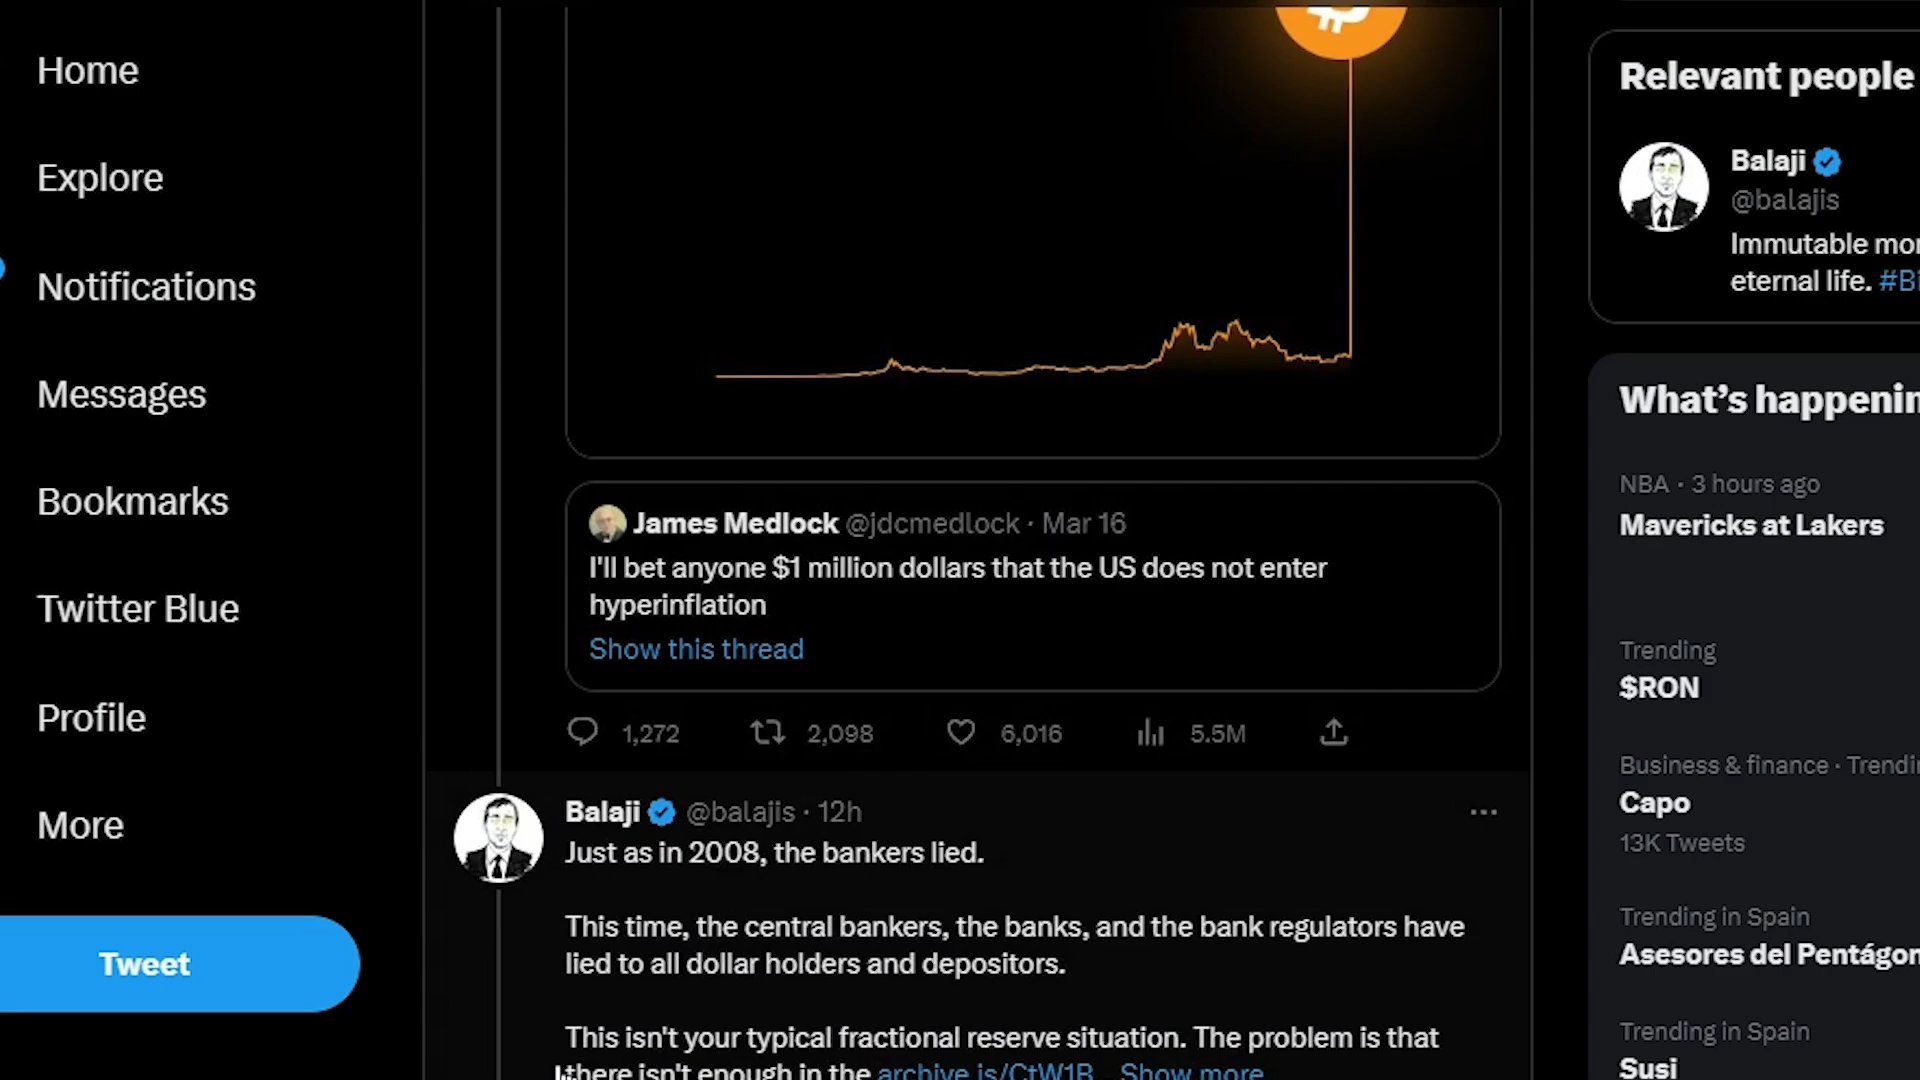 Home
Explore
Notifications
Messages
Bookmarks
Twitter Blue
Profile
More
Tweet
James Medlock @jdcmedlock · Mar 16
I'll bet anyone $1 million dollars that the US does not enter
hyperinflation
Show this thread
1,272 2,098 6,016 5.5M
Balaji @balajis · 12h
Just as in 2008, the bankers lied.
This time, the central bankers, the banks, and the bank regulators have
lied to all dollar holders and depositors.
This isn't your typical fractional reserve situation. The problem is that
there isn't enough in the archive.is/CtW1B… Show more
Relevant people
Balaji
@balajis
Immutable mo
eternal life. #Bi
What's happenin
NBA · 3 hours ago
Mavericks at Lakers
Trending
$RON
Business & finance · Trendi
Capo
13K Tweets
Trending in Spain
Asesores del Pentágon
Trending in Spain
Susi